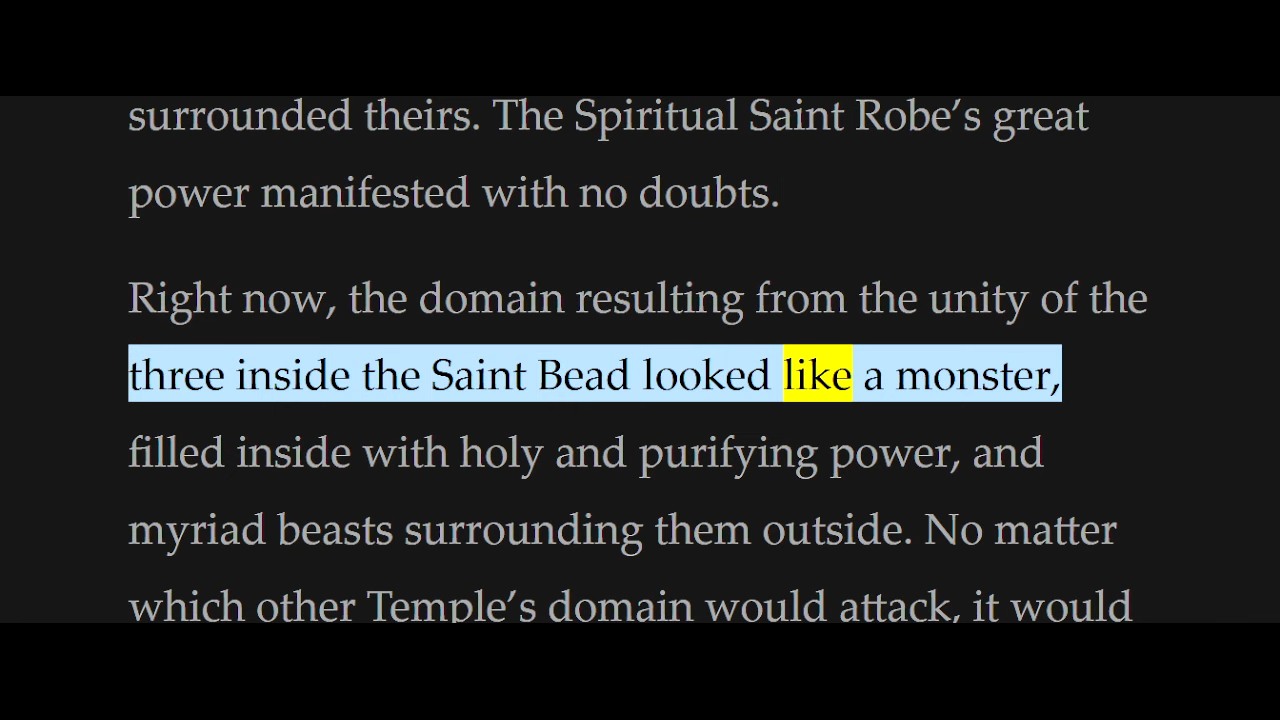 surrounded theirs. The Spiritual Saint Robe’s great
power manifested with no doubts.
Right now, the domain resulting from the unity of the
three inside the Saint Bead looked like a monster,
filled inside with holy and purifying power, and
myriad beasts surrounding them outside. No matter
which other Temple’s domain would attack, it would